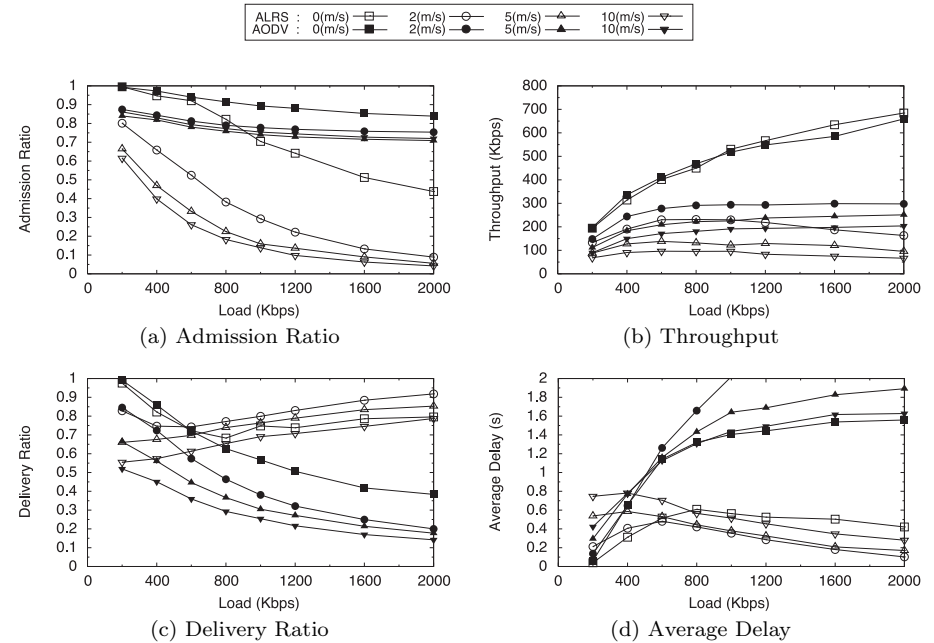 ALRS : 0(m/s) 2(m/s) 5(m/s) 10(m/s)
AODV : 0(m/s) 2(m/s) 5(m/s) 10(m/s)
Admission Ratio
1
0.9
0.8
0.7
0.6
0.5
0.4
0.3
0.2
0.1
0
0 400 800 1200 1600 2000
Load (Kbps)
(a) Admission Ratio
Throughput (Kbps)
800
700
600
500
400
300
200
100
0
0 400 800 1200 1600 2000
Load (Kbps)
(b) Throughput
Delivery Ratio
1
0.9
0.8
0.7
0.6
0.5
0.4
0.3
0.2
0.1
0
0 400 800 1200 1600 2000
Load (Kbps)
(c) Delivery Ratio
Average Delay (s)
2
1.8
1.6
1.4
1.2
1
0.8
0.6
0.4
0.2
0
0 400 800 1200 1600 2000
Load (Kbps)
(d) Average Delay